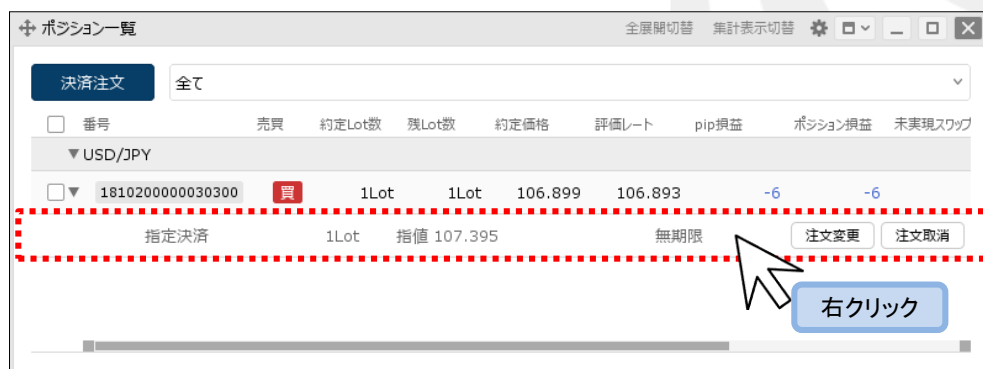 ポジション一覧 全展開切替 集計表示切替
決済注文 全て
番号 売買 約定Lot数 残Lot数 約定価格 評価レート pip損益 ポジション損益 未実現スワップ
▼USD/JPY
▼ 1810200000030300 買 1Lot 1Lot 106.899 106.893 -6 -6
指定決済 1Lot 指値 107.395 無期限 注文変更 注文取消
右クリック